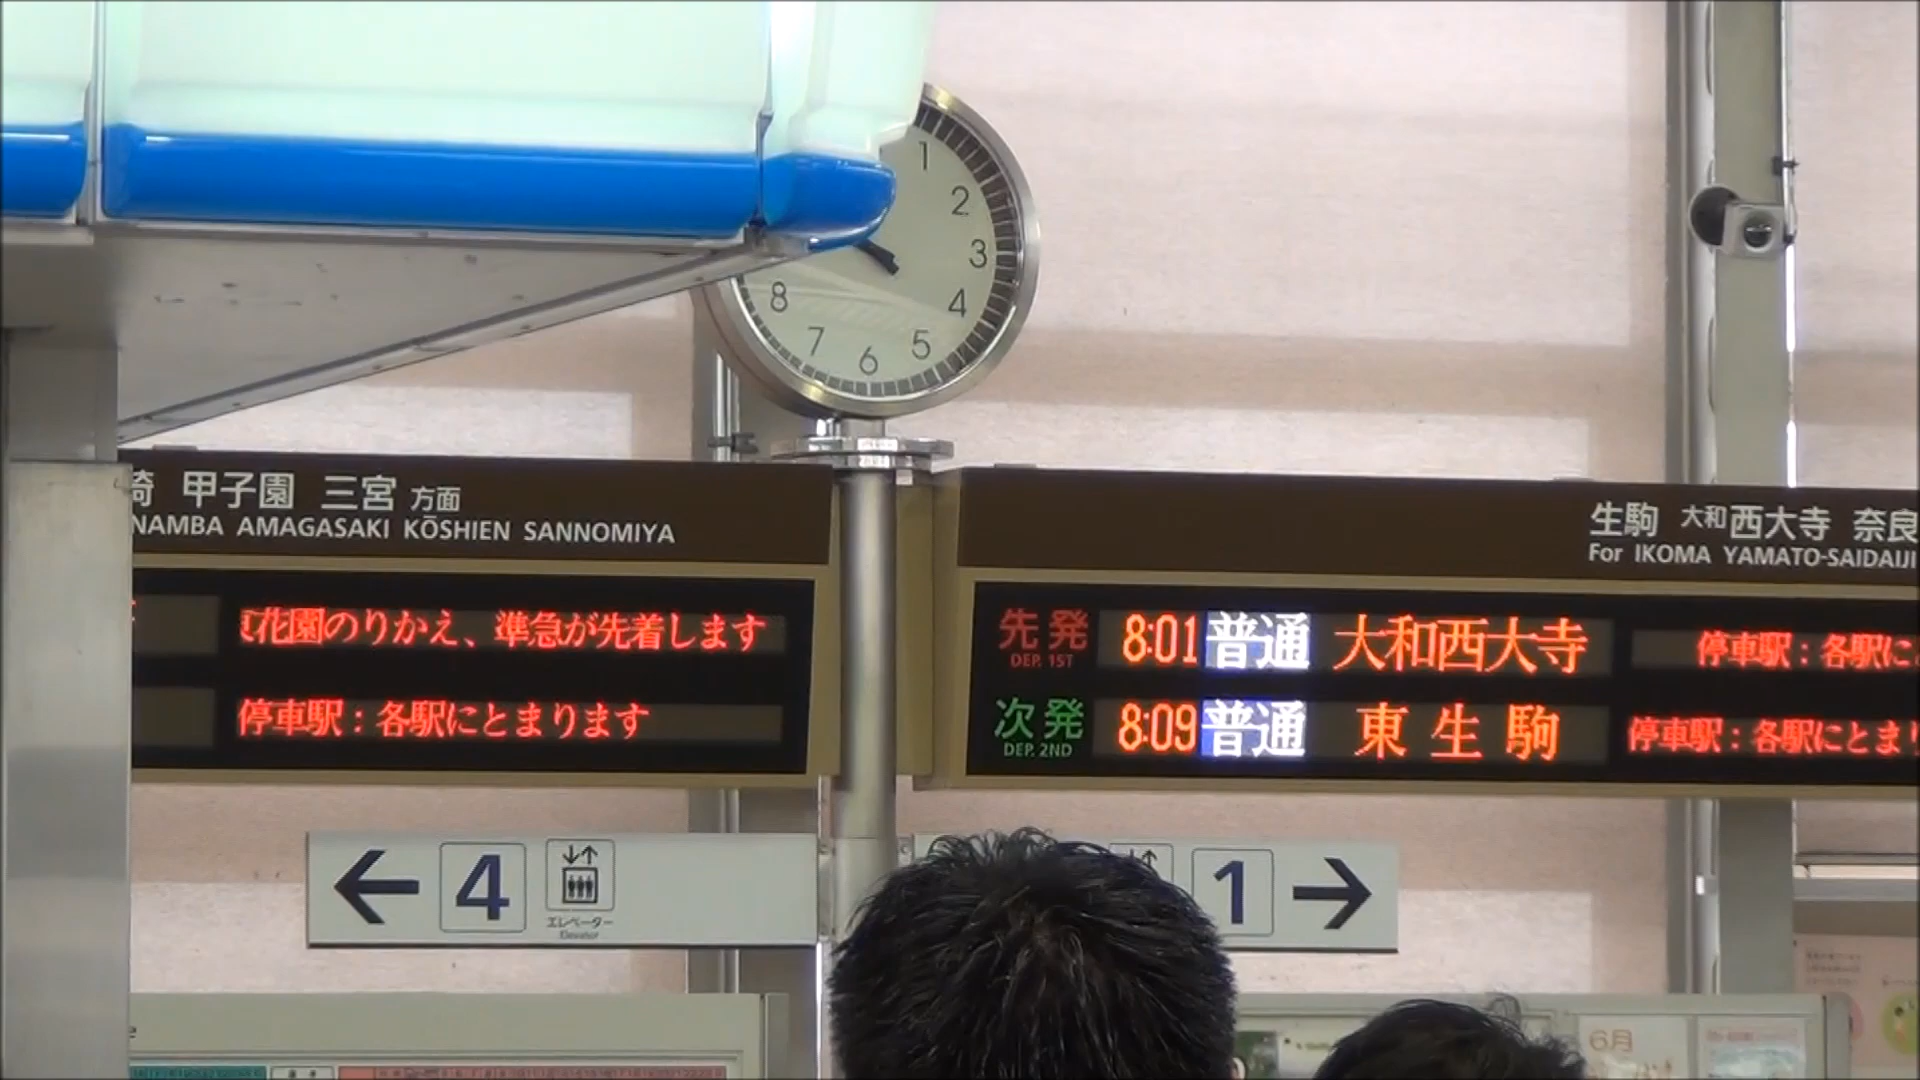 1
2
3
4
5
6
7
8
甲子園 三宮 方面
NAMBA AMAGASAKI KŌSHIEN SANNOMIYA
花園のりかえ、準急が先着します
停車駅：各駅にとまります
生駒 大和西大寺 奈良
For IKOMA YAMATO-SAIDAIJI
先発 8:01 普通 大和西大寺 停車駅：各駅に
DEP. 1ST
次発 8:09 普通 東生駒 停車駅：各駅にとまり
DEP. 2ND
← 4
エレベーター
Elevator
1 →
6月